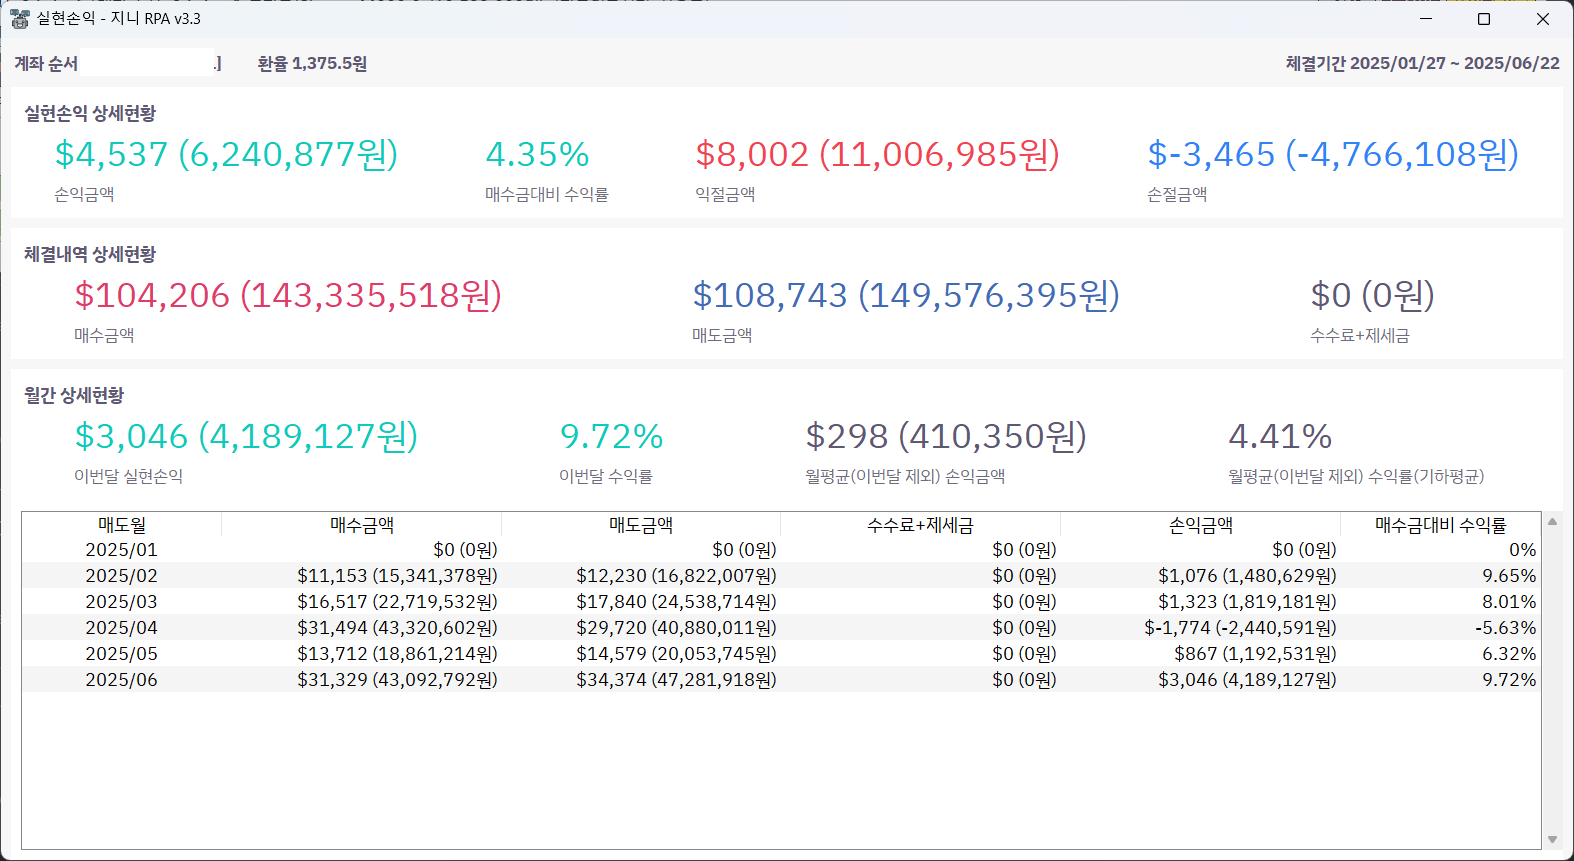 실현손익 - 지니 RPA v3.3
계좌 순서 .] 환율 1,375.5원 체결기간 2025/01/27 ~ 2025/06/22
실현손익 상세현황
$4,537 (6,240,877원) 4.35% $8,002 (11,006,985원) $-3,465 (-4,766,108원)
손익금액 매수금대비 수익률 익절금액 손절금액
체결내역 상세현황
$104,206 (143,335,518원) $108,743 (149,576,395원) $0 (0원)
매수금액 매도금액 수수료+제세금
월간 상세현황
$3,046 (4,189,127원) 9.72% $298 (410,350원) 4.41%
이번달 실현손익 이번달 수익률 월평균(이번달 제외) 손익금액 월평균(이번달 제외) 수익률(기하평균)
매도월 매수금액 매도금액 수수료+제세금 손익금액 매수금대비 수익률
2025/01 $0 (0원) $0 (0원) $0 (0원) $0 (0원) 0%
2025/02 $11,153 (15,341,378원) $12,230 (16,822,007원) $0 (0원) $1,076 (1,480,629원) 9.65%
2025/03 $16,517 (22,719,532원) $17,840 (24,538,714원) $0 (0원) $1,323 (1,819,181원) 8.01%
2025/04 $31,494 (43,320,602원) $29,720 (40,880,011원) $0 (0원) $-1,774 (-2,440,591원) -5.63%
2025/05 $13,712 (18,861,214원) $14,579 (20,053,745원) $0 (0원) $867 (1,192,531원) 6.32%
2025/06 $31,329 (43,092,792원) $34,374 (47,281,918원) $0 (0원) $3,046 (4,189,127원) 9.72%